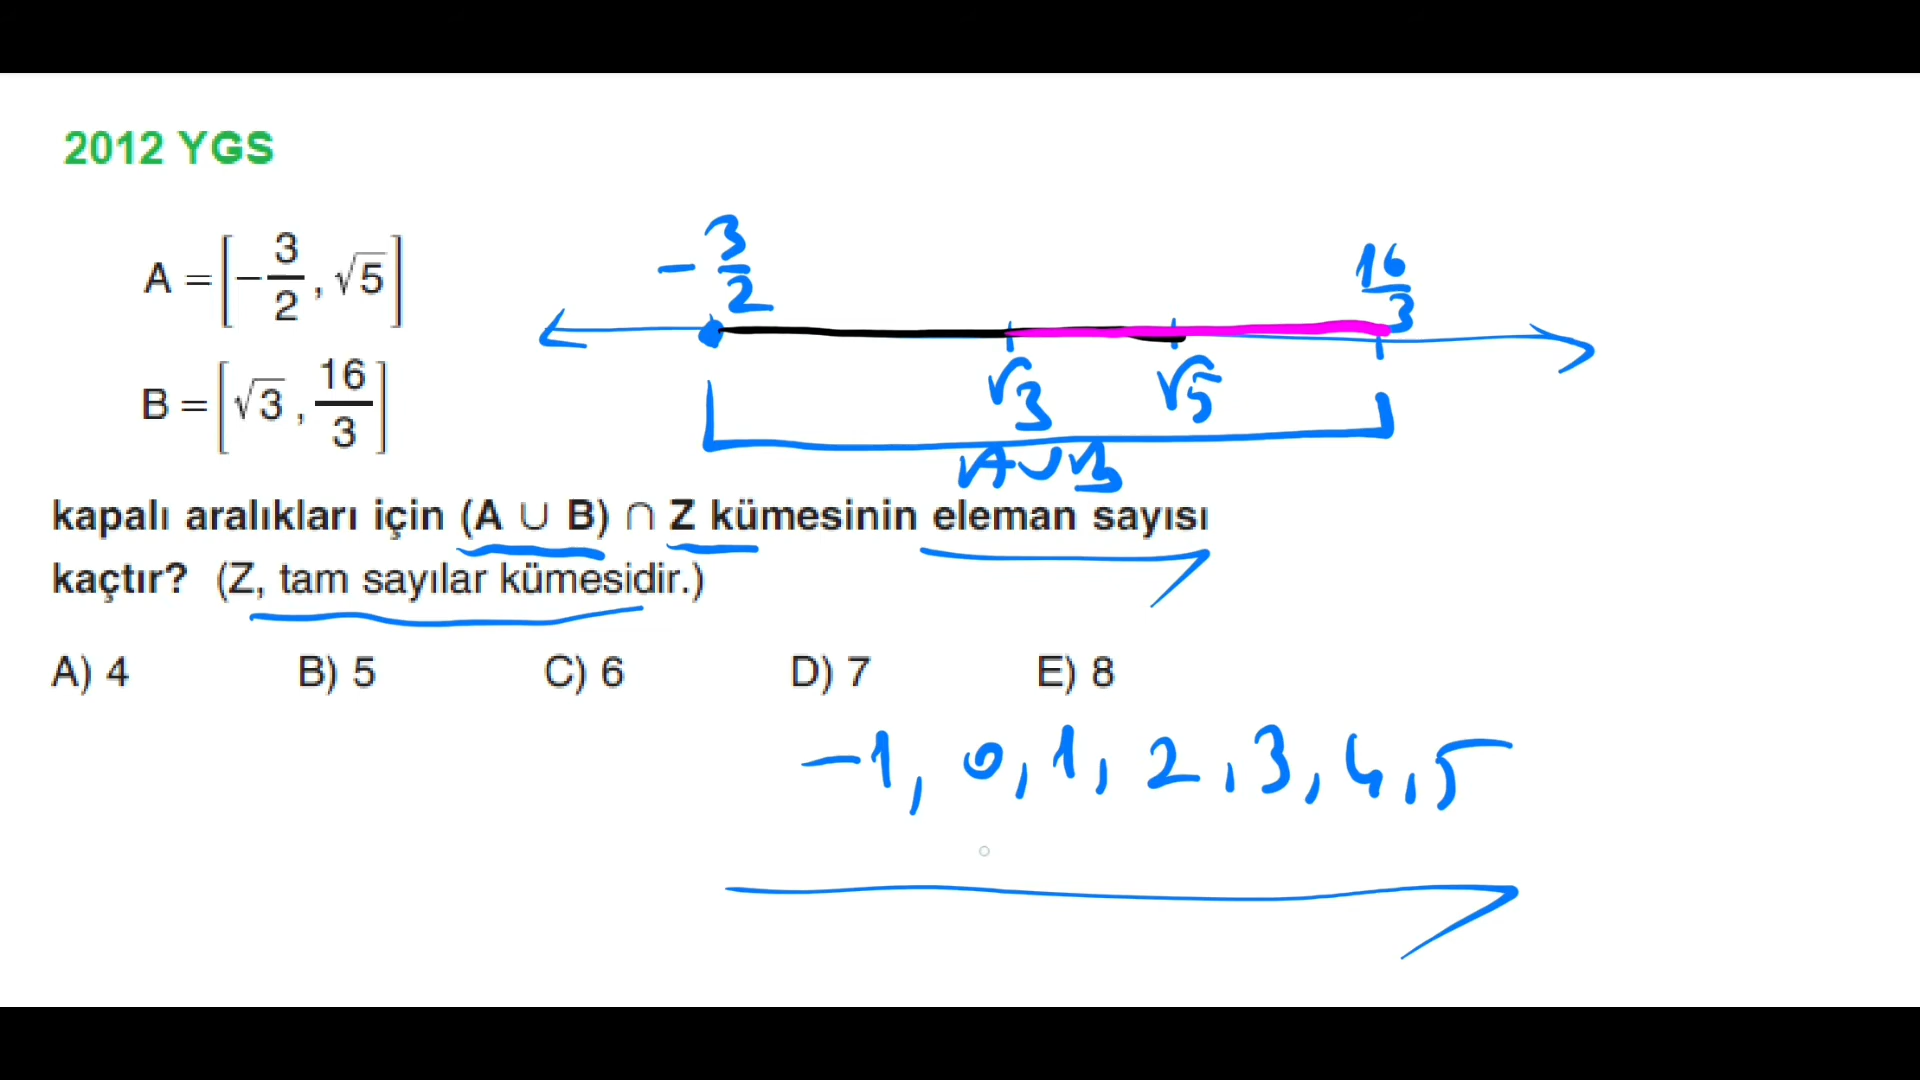 2012 YGS
A = [−3/2, √5]
B = [√3, 16/3]
−3/2
16/3
√3
√5
A∪B
kapalı aralıkları için (A ∪ B) ∩ Z kümesinin eleman sayısı
kaçtır? (Z, tam sayılar kümesidir.)
A) 4 B) 5 C) 6 D) 7 E) 8
−1, 0, 1, 2, 3, 4, 5